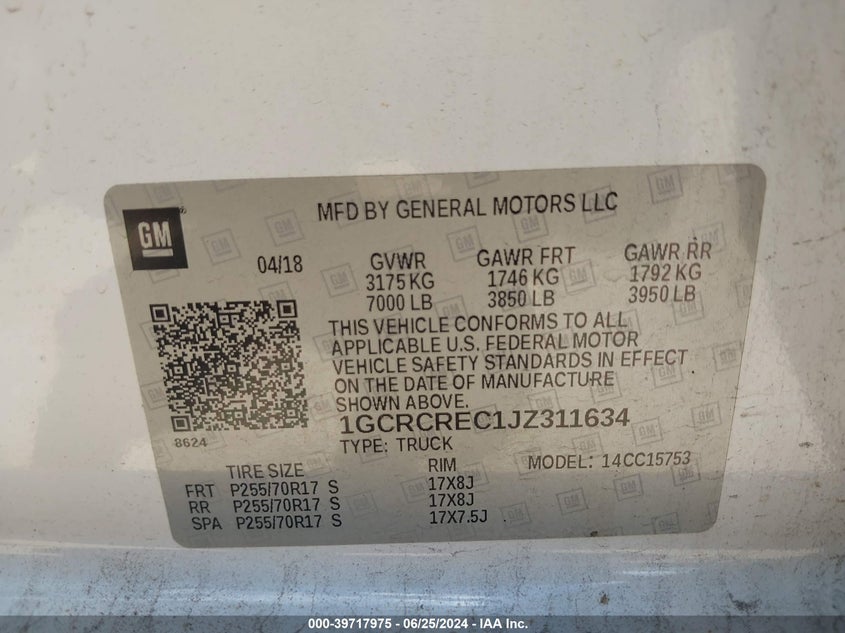 GM
®
MFD BY GENERAL MOTORS LLC
04/18
GVWR
3175 KG
7000 LB
GAWR FRT
1746 KG
3850 LB
GAWR RR
1792 KG
3950 LB
THIS VEHICLE CONFORMS TO ALL
APPLICABLE U.S. FEDERAL MOTOR
VEHICLE SAFETY STANDARDS IN EFFECT
ON THE DATE OF MANUFACTURE
SHOWN ABOVE.
8624
1GCRCREC1JZ311634
TYPE: TRUCK
MODEL: 14CC15753
TIRE SIZE RIM
FRT P255/70R17 S 17X8J
RR P255/70R17 S 17X8J
SPA P255/70R17 S 17X7.5J
000-39717975 - 06/25/2024 - IAA Inc.